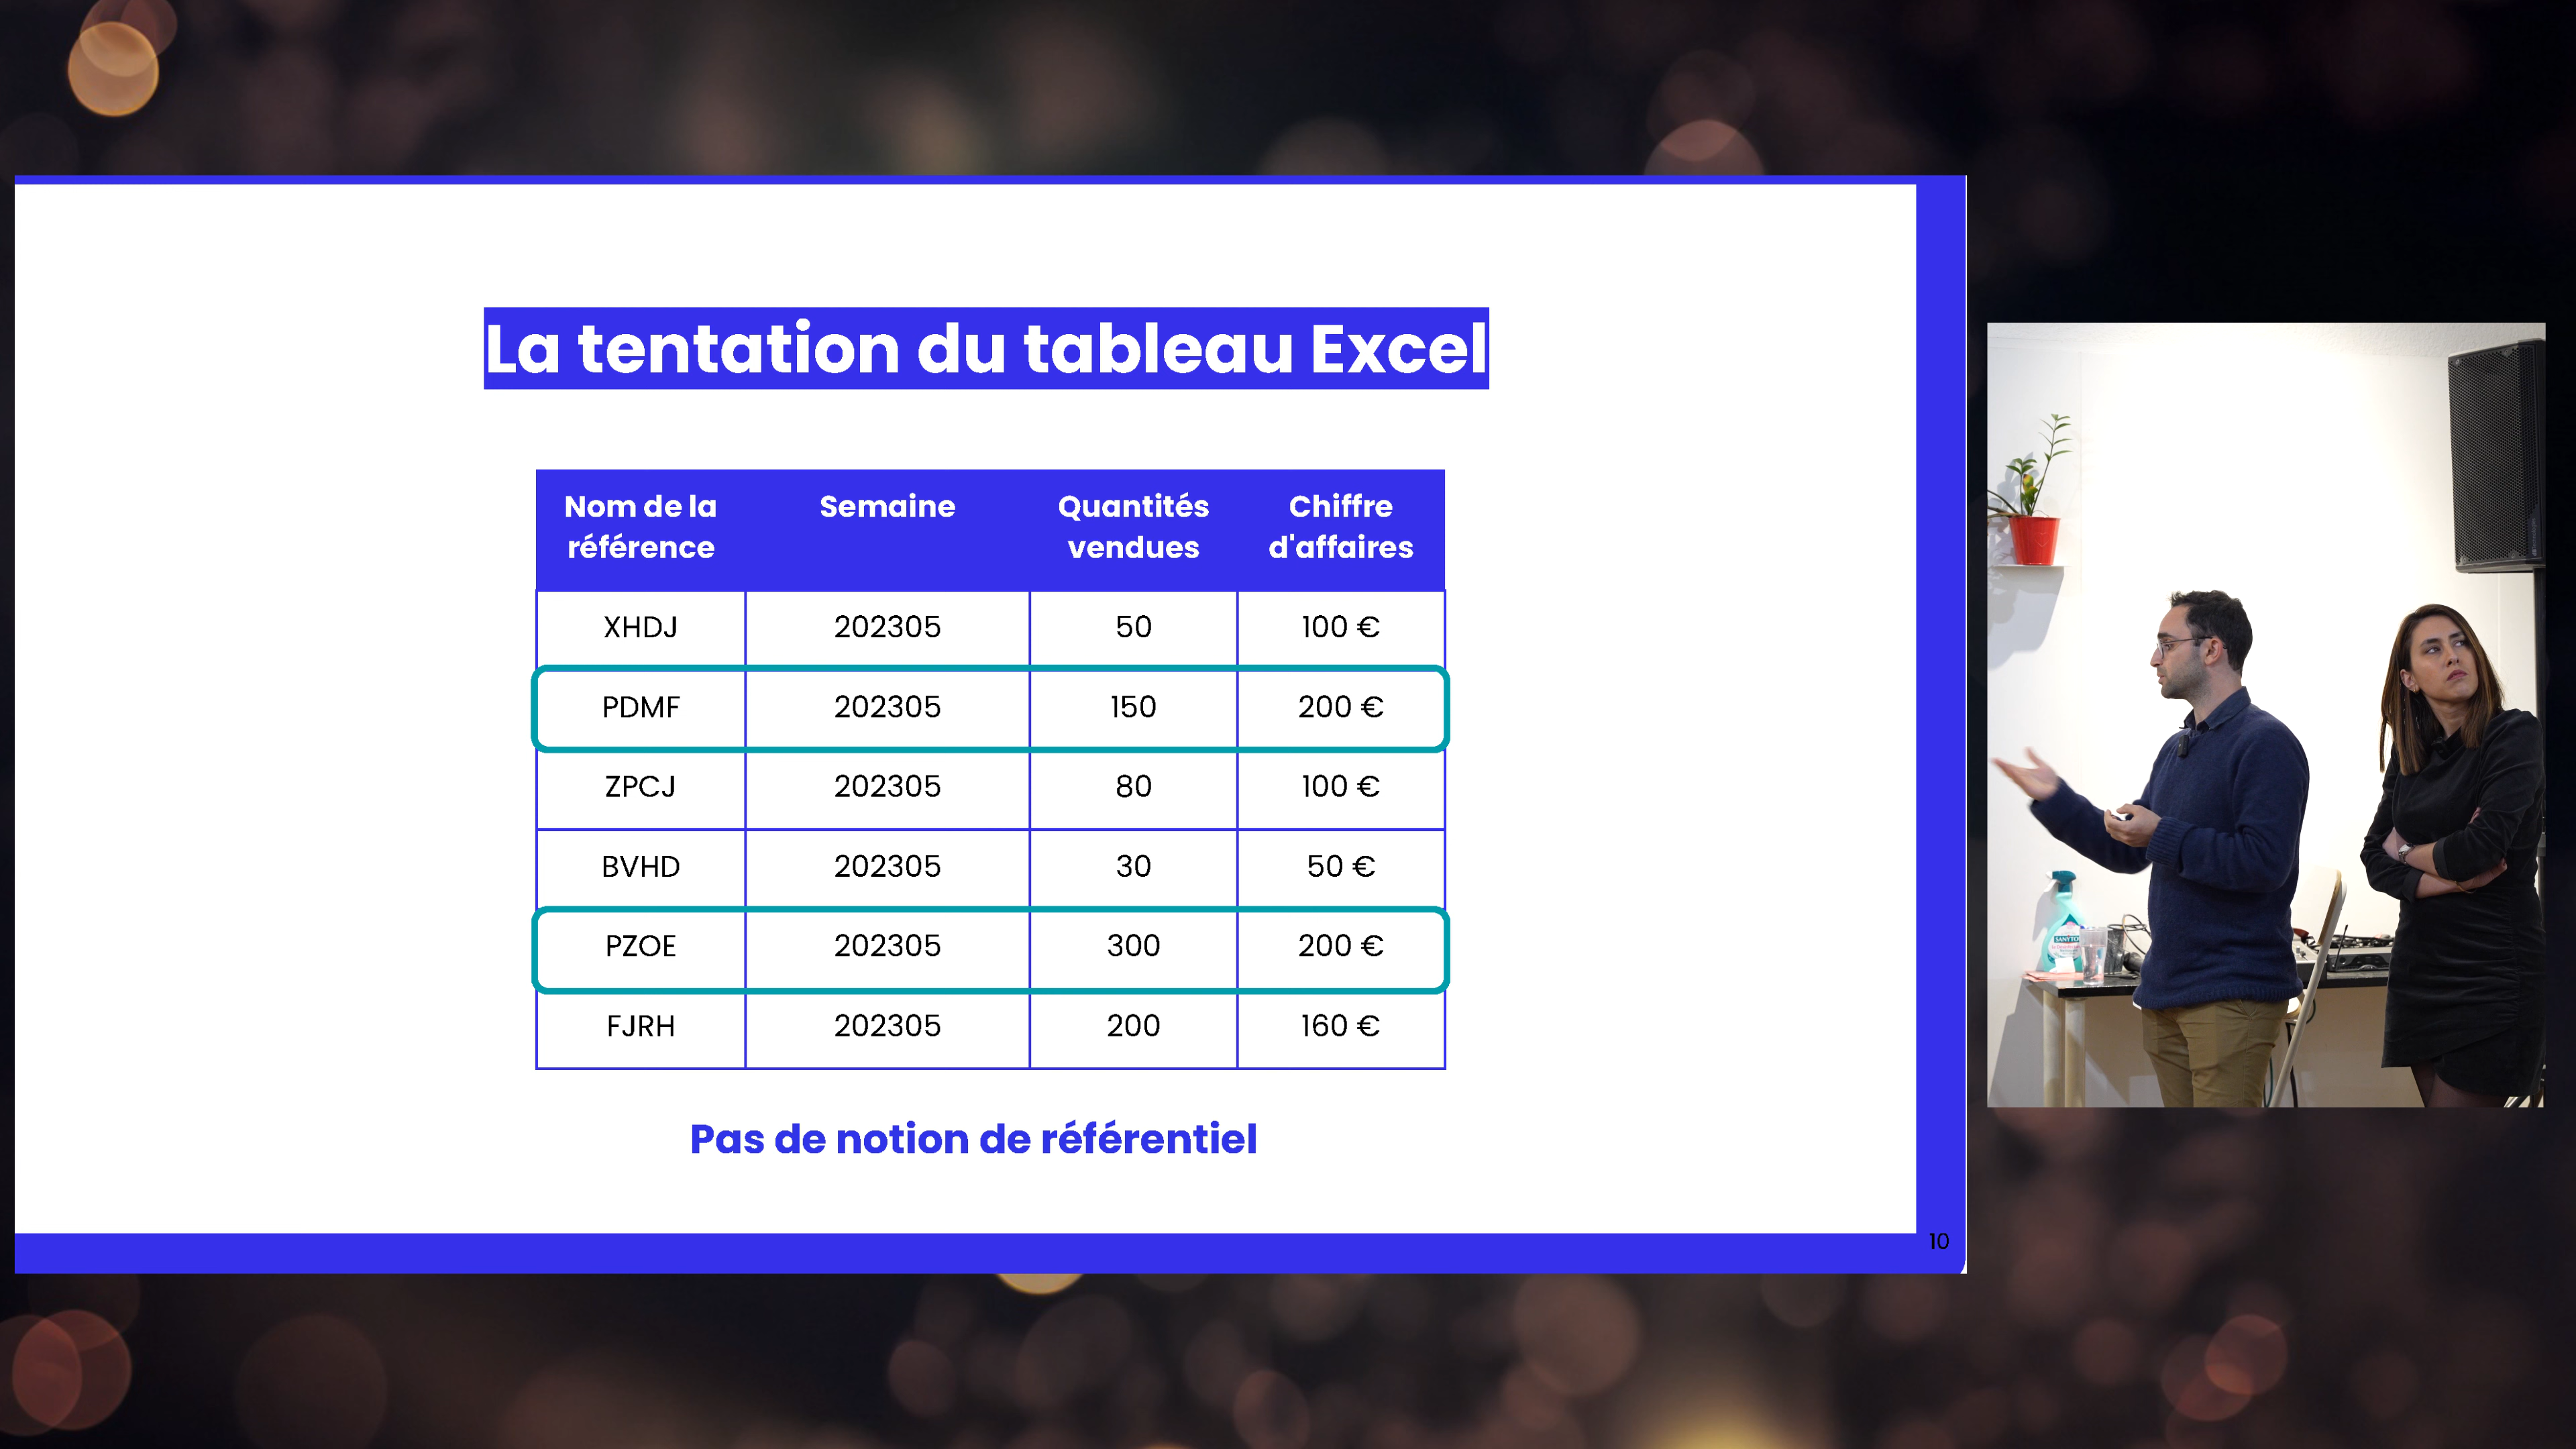 La tentation du tableau Excel
Nom de la référence Semaine Quantités vendues Chiffre d'affaires
XHDJ 202305 50 100 €
PDMF 202305 150 200 €
ZPCJ 202305 80 100 €
BVHD 202305 30 50 €
PZOE 202305 300 200 €
FJRH 202305 200 160 €
Pas de notion de référentiel
10
SANYTOL